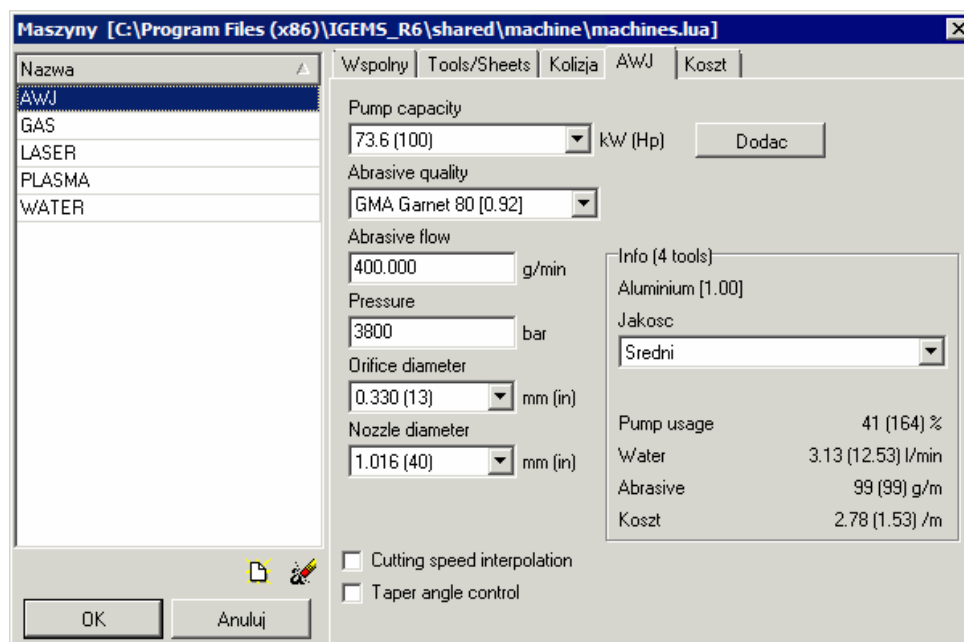 Maszyny [C:\Program Files (x86)\IGEMS_R6\shared\machine\machines.lua]
Nazwa
AWJ
GAS
LASER
PLASMA
WATER
OK
Anuluj
Wspolny
Tools/Sheets
Kolizja
AWJ
Koszt
Pump capacity
73.6 (100)
kW (Hp)
Dodac
Abrasive quality
GMA Garnet 80 [0.92]
Abrasive flow
400.000
g/min
Pressure
3800
bar
Orifice diameter
0.330 (13)
mm (in)
Nozzle diameter
1.016 (40)
mm (in)
Info (4 tools)
Aluminium [1.00]
Jakosc
Sredni
Pump usage 41 (164) %
Water 3.13 (12.53) l/min
Abrasive 99 (99) g/m
Koszt 2.78 (1.53) /m
Cutting speed interpolation
Taper angle control